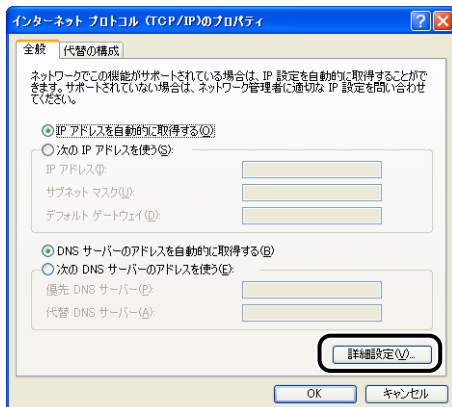 インターネット プロトコル (TCP/IP)のプロパティ
全般
代替の構成
ネットワークでこの機能がサポートされている場合は、IP 設定を自動的に取得することがで
きます。サポートされていない場合は、ネットワーク管理者に適切な IP 設定を問い合わせ
てください。
IP アドレスを自動的に取得する(O)
次の IP アドレスを使う(S):
IP アドレス(I):
サブネット マスク(U):
デフォルト ゲートウェイ(D):
DNS サーバーのアドレスを自動的に取得する(B)
次の DNS サーバーのアドレスを使う(E):
優先 DNS サーバー(P):
代替 DNS サーバー(A):
詳細設定(V)...
OK
キャンセル